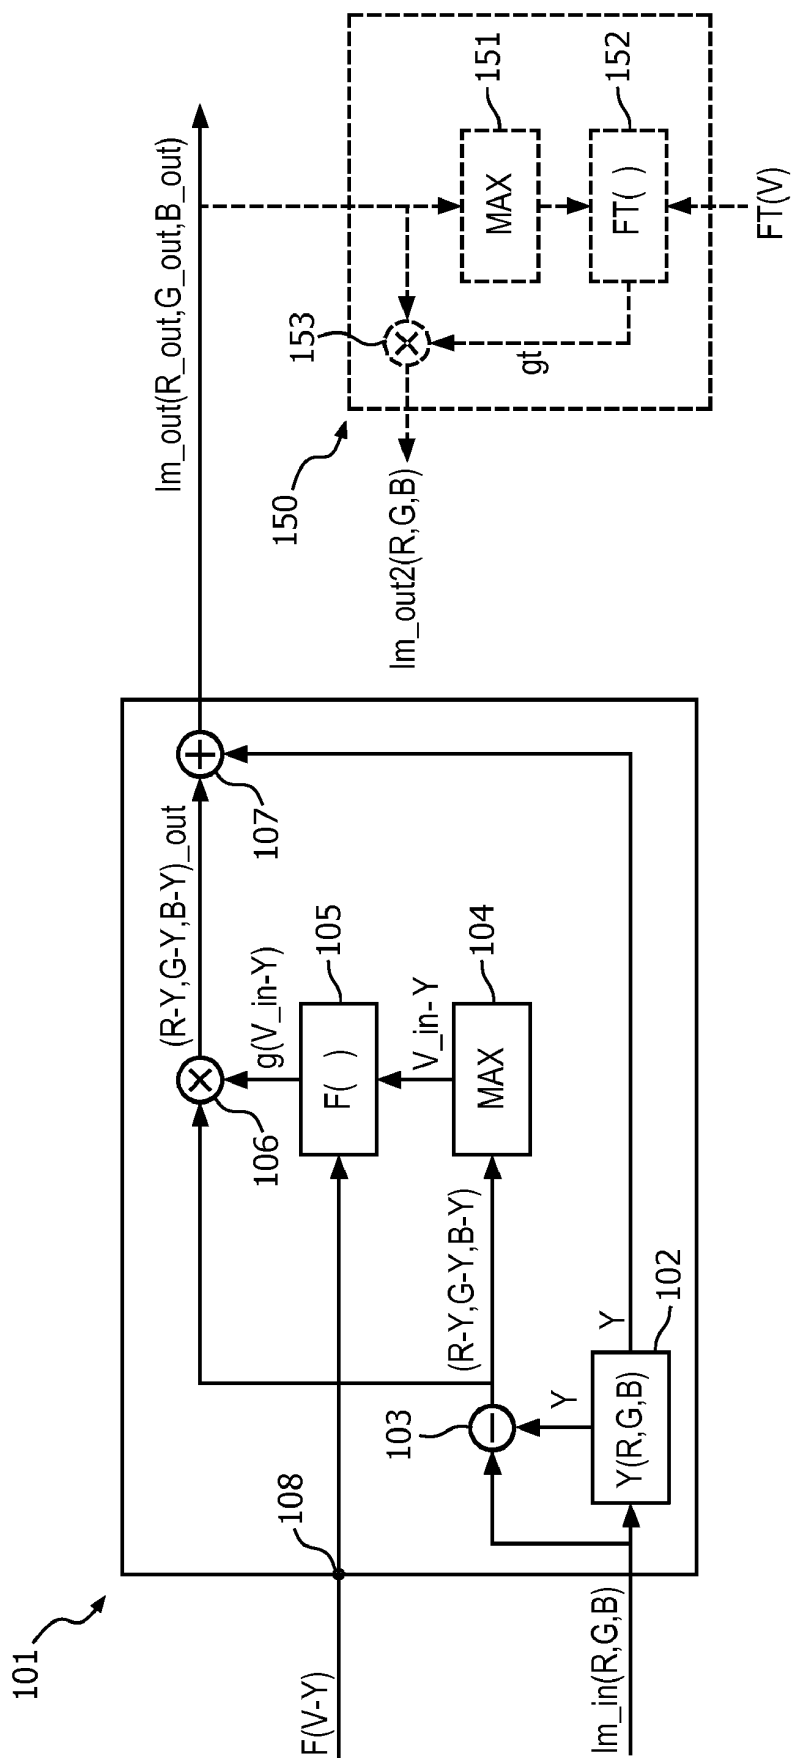 101
F(V-Y)
Im_in(R,G,B)
108
103
Y
Y(R,G,B)
102
Y
(R-Y,G-Y,B-Y)
106
F( )
105
g(V_in-Y)
MAX
104
V_in-Y
(R-Y,G-Y,B-Y)_out
107
Im_out(R_out,G_out,B_out)
150
Im_out2(R,G,B)
153
gt
MAX
151
FT( )
152
FT(V)